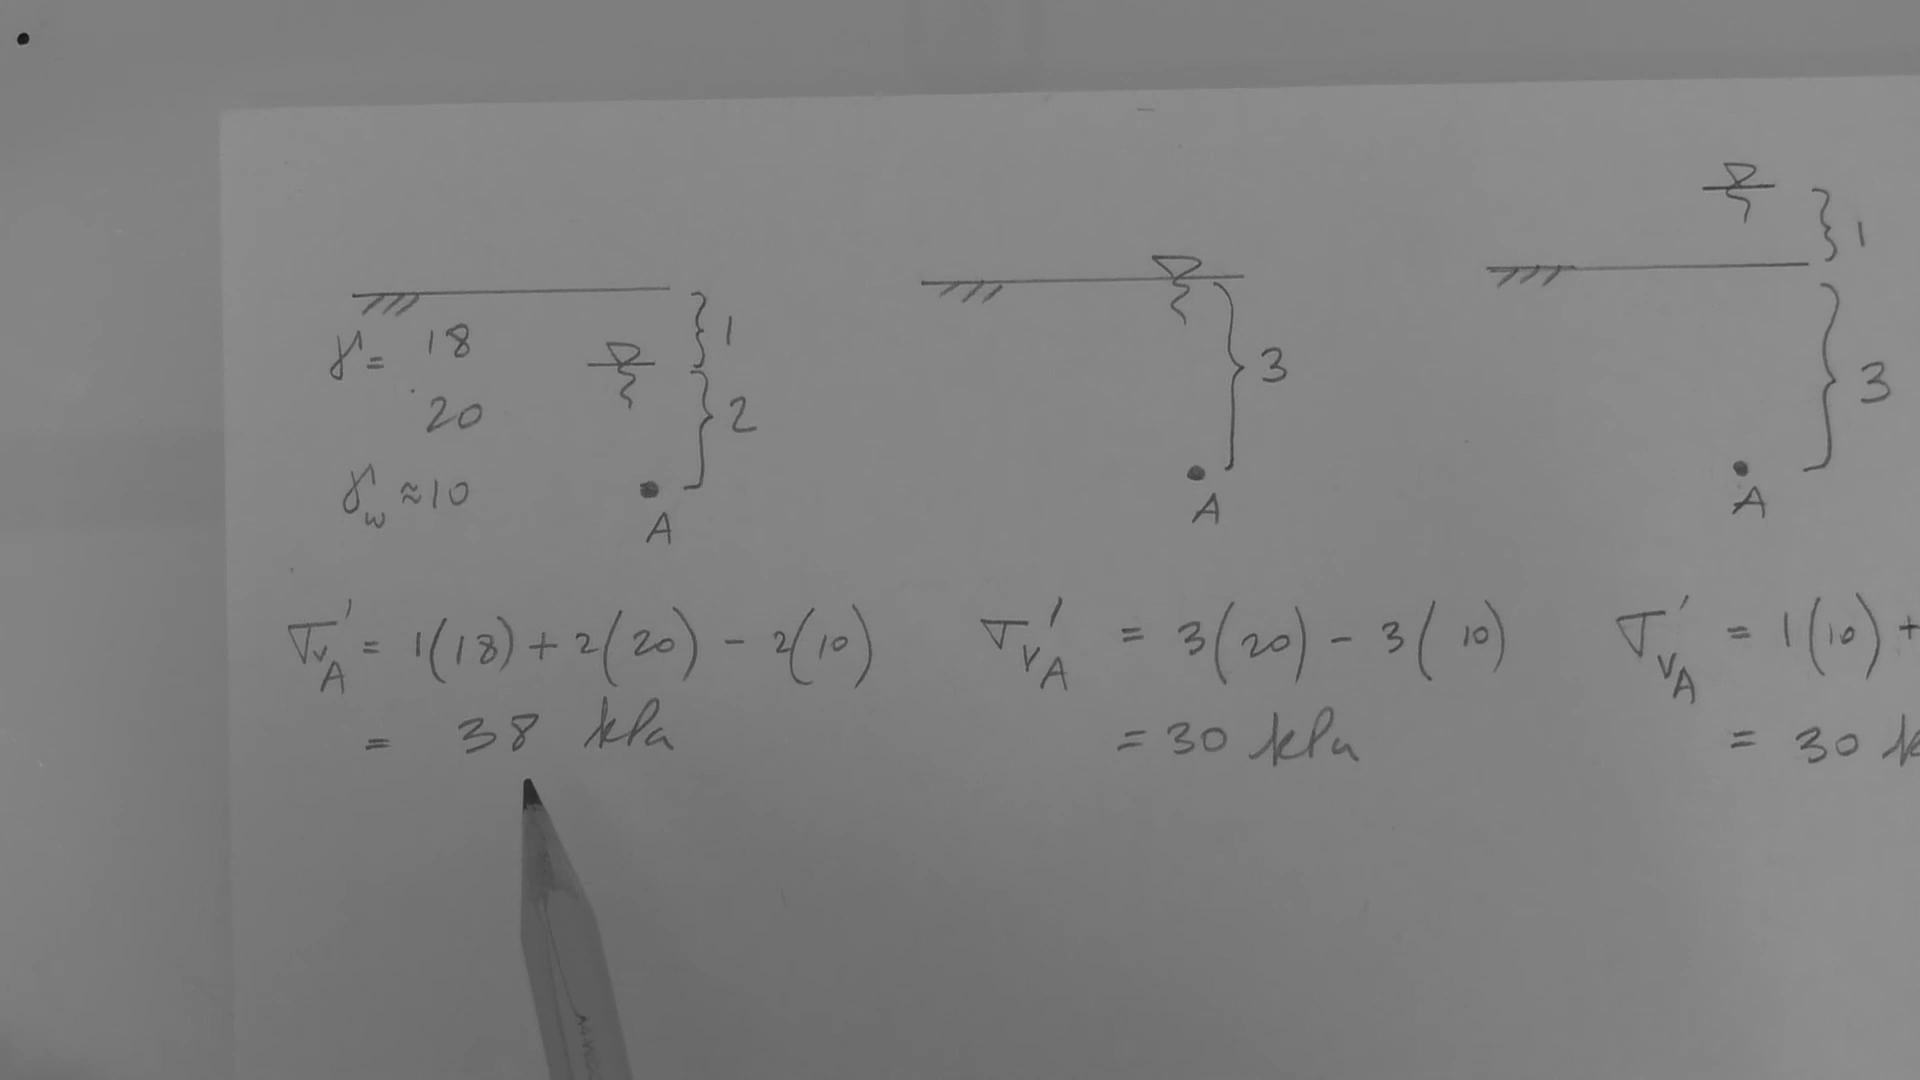 1
1
γ = 18
3
3
20
2
γw ≈ 10
A
A
A
σ'vA = 1(18) + 2(20) - 2(10)
σ'vA = 3(20) - 3(10)
σ'vA = 1(10) +
= 38 kPa
= 30 kPa
= 30 k